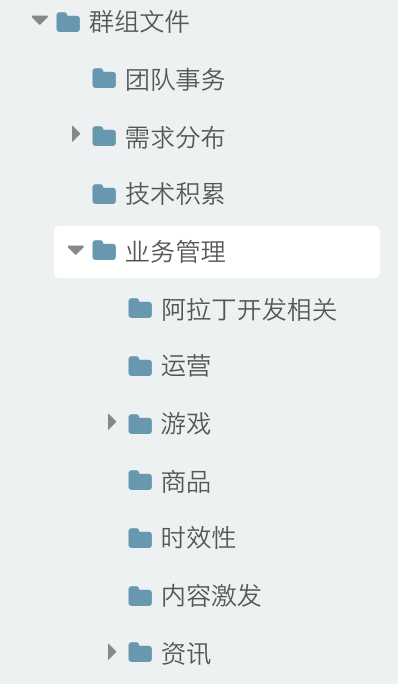 群组文件
团队事务
需求分布
技术积累
业务管理
阿拉丁开发相关
运营
游戏
商品
时效性
内容激发
资讯